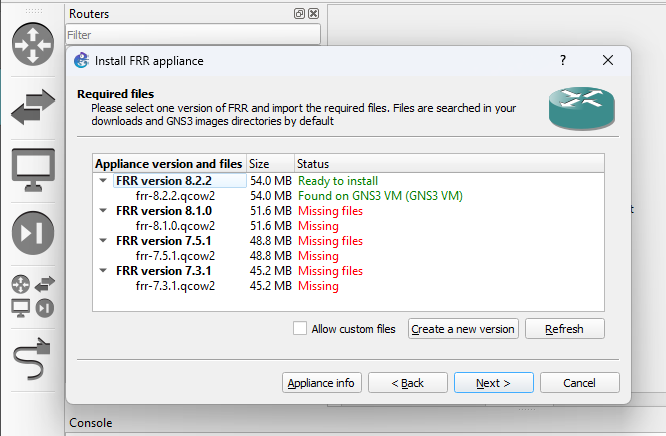 Routers
Filter
Install FRR appliance
Required files
Please select one version of FRR and import the required files. Files are searched in your
downloads and GNS3 images directories by default
Appliance version and files Size Status
FRR version 8.2.2 54.0 MB Ready to install
frr-8.2.2.qcow2 54.0 MB Found on GNS3 VM (GNS3 VM)
FRR version 8.1.0 51.6 MB Missing files
frr-8.1.0.qcow2 51.6 MB Missing
FRR version 7.5.1 48.8 MB Missing files
frr-7.5.1.qcow2 48.8 MB Missing
FRR version 7.3.1 45.2 MB Missing files
frr-7.3.1.qcow2 45.2 MB Missing
Allow custom files Create a new version Refresh
Appliance info < Back Next > Cancel
Console